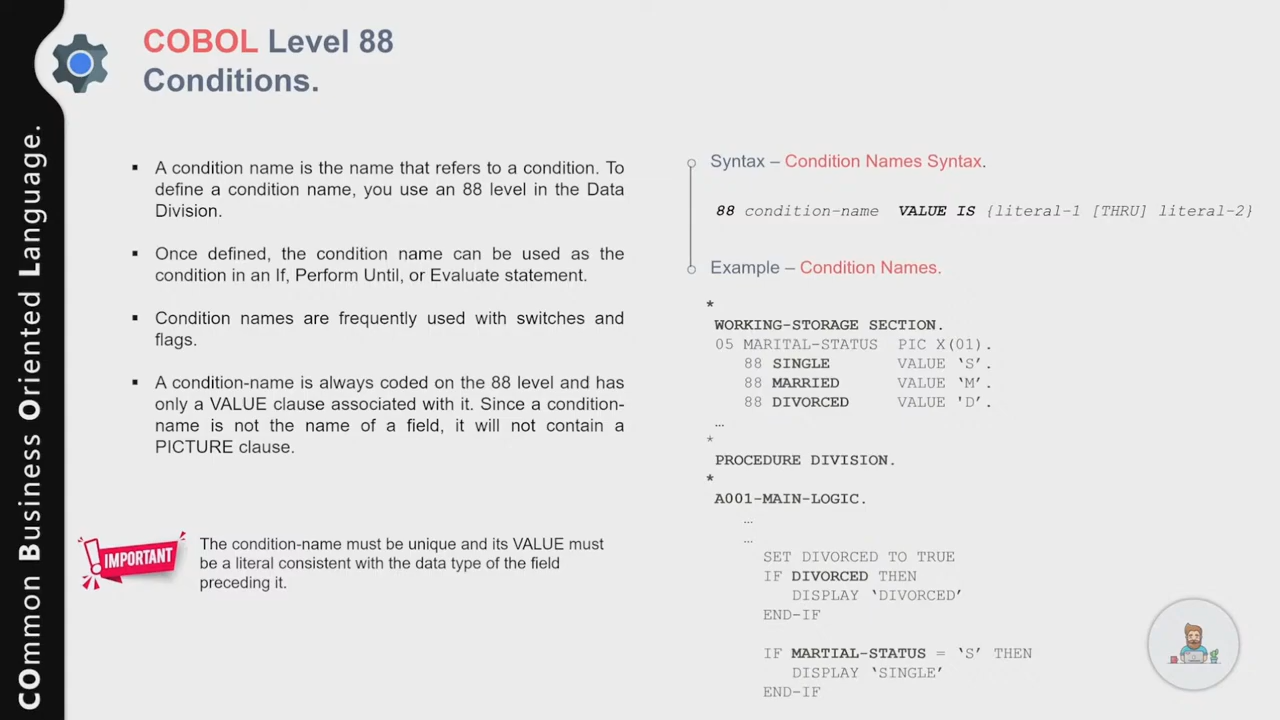 COBOL Level 88
Conditions.
COmmon Business Oriented Language.
▪ A condition name is the name that refers to a condition. To
define a condition name, you use an 88 level in the Data
Division.
▪ Once defined, the condition name can be used as the
condition in an If, Perform Until, or Evaluate statement.
▪ Condition names are frequently used with switches and
flags.
▪ A condition-name is always coded on the 88 level and has
only a VALUE clause associated with it. Since a condition-
name is not the name of a field, it will not contain a
PICTURE clause.
IMPORTANT
The condition-name must be unique and its VALUE must
be a literal consistent with the data type of the field
preceding it.
Syntax – Condition Names Syntax.
88 condition-name VALUE IS {literal-1 [THRU] literal-2}
Example – Condition Names.
*
WORKING-STORAGE SECTION.
05 MARITAL-STATUS PIC X(01).
88 SINGLE VALUE ‘S’.
88 MARRIED VALUE ‘M’.
88 DIVORCED VALUE 'D’.
…
*
PROCEDURE DIVISION.
*
A001-MAIN-LOGIC.
…
…
SET DIVORCED TO TRUE
IF DIVORCED THEN
DISPLAY ‘DIVORCED’
END-IF
IF MARTIAL-STATUS = ‘S’ THEN
DISPLAY ‘SINGLE’
END-IF